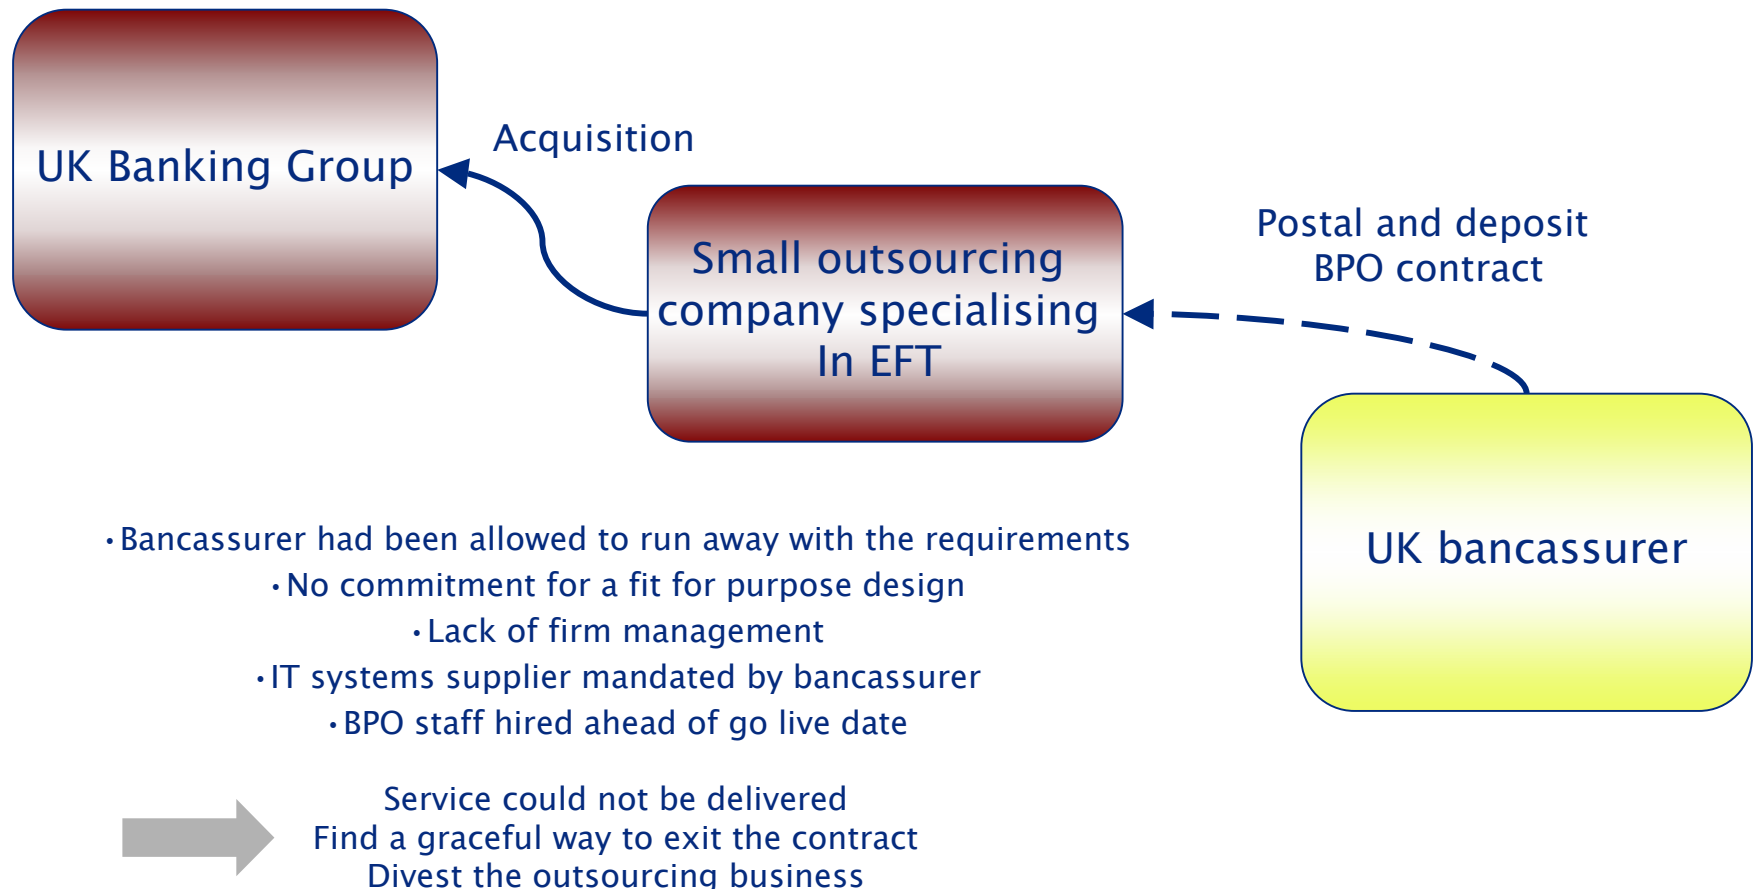 UK Banking Group
Acquisition
Small outsourcing
company specialising
In EFT
Postal and deposit
BPO contract
UK bancassurer
•Bancassurer had been allowed to run away with the requirements
•No commitment for a fit for purpose design
•Lack of firm management
•IT systems supplier mandated by bancassurer
•BPO staff hired ahead of go live date
Service could not be delivered
Find a graceful way to exit the contract
Divest the outsourcing business